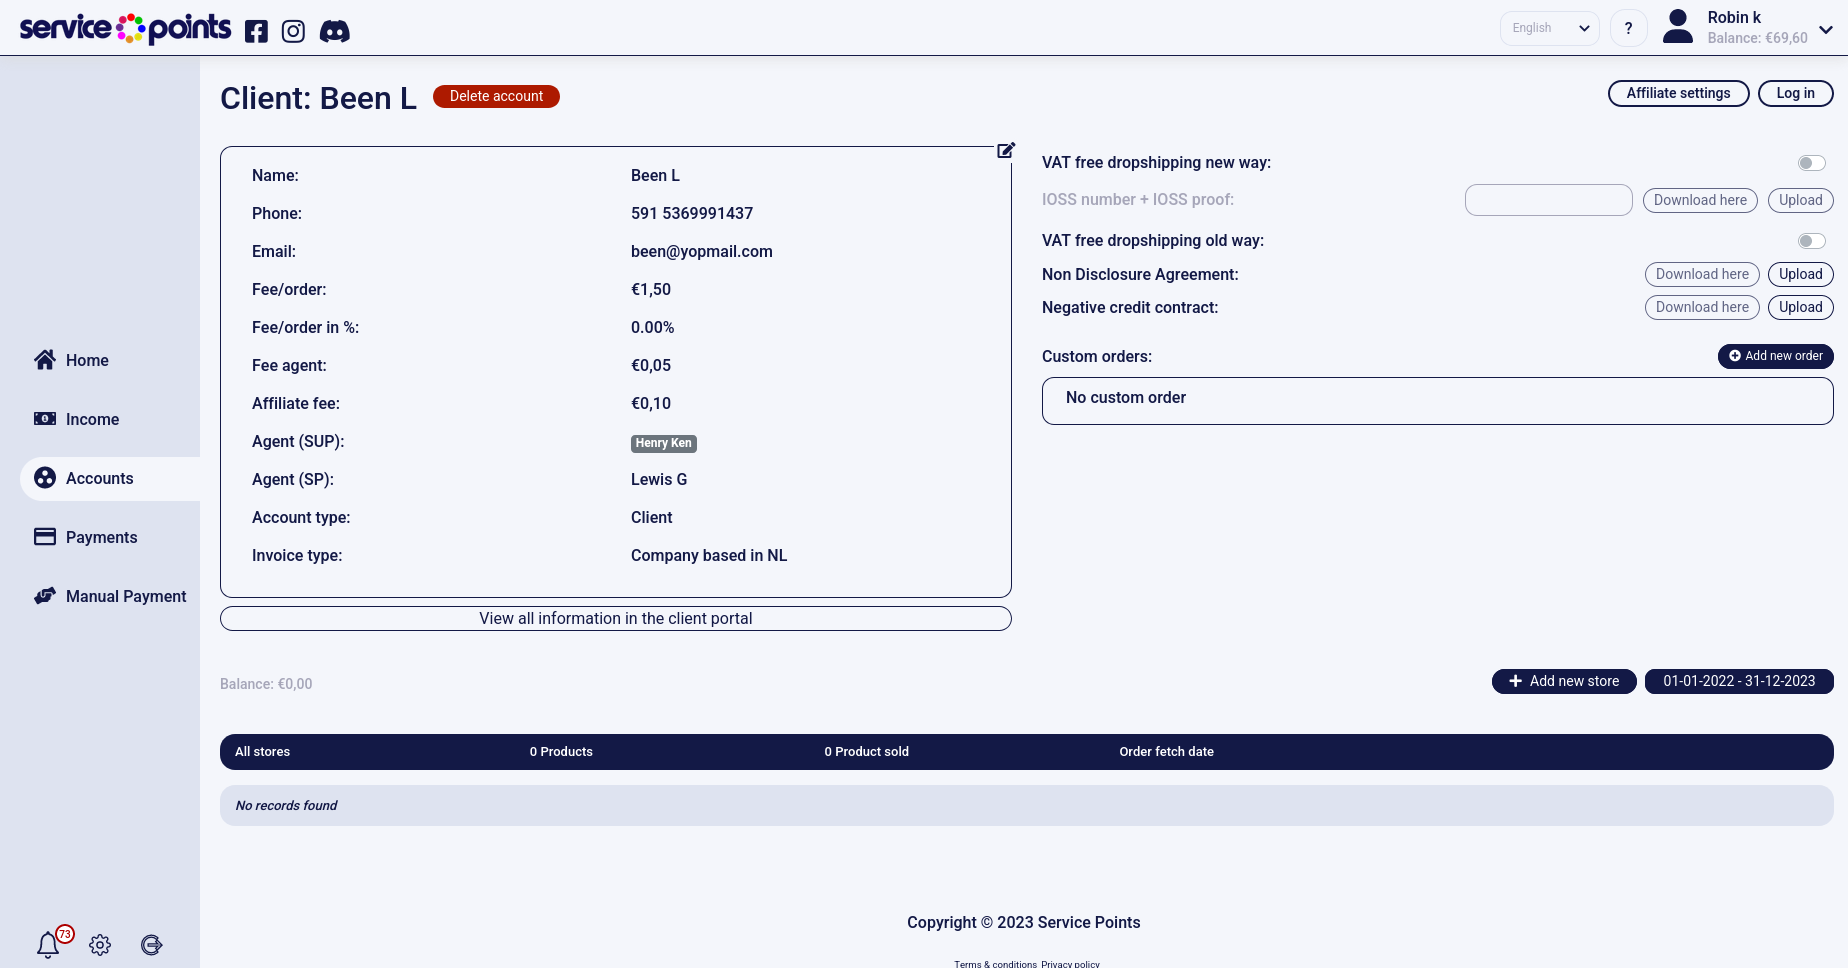 service points
English
?
Robin k
Balance: €69,60
Client: Been L
Delete account
Affiliate settings
Log in
Name: Been L
Phone: 591 5369991437
Email: been@yopmail.com
Fee/order: €1,50
Fee/order in %: 0.00%
Fee agent: €0,05
Affiliate fee: €0,10
Agent (SUP): Henry Ken
Agent (SP): Lewis G
Account type: Client
Invoice type: Company based in NL
View all information in the client portal
VAT free dropshipping new way:
IOSS number + IOSS proof: Download here Upload
VAT free dropshipping old way:
Non Disclosure Agreement: Download here Upload
Negative credit contract: Download here Upload
Custom orders: Add new order
No custom order
Home
Income
Accounts
Payments
Manual Payment
73
Balance: €0,00
Add new store
01-01-2022 - 31-12-2023
All stores 0 Products 0 Product sold Order fetch date
No records found
Copyright © 2023 Service Points
Terms & conditions Privacy policy